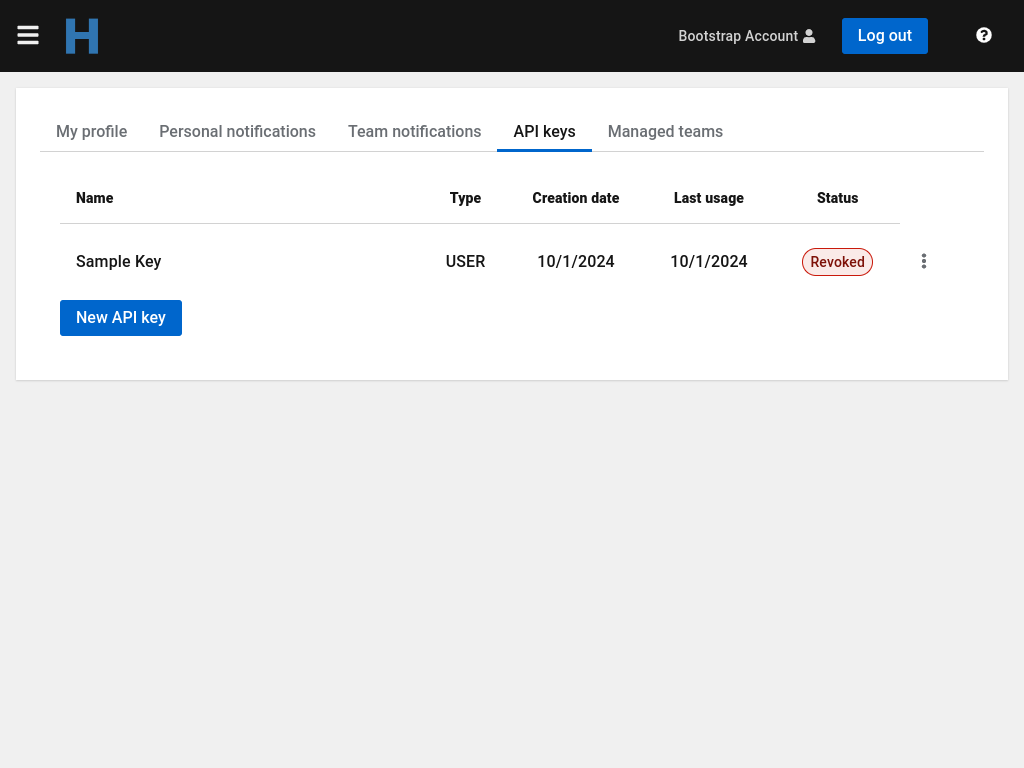 H
Bootstrap Account
Log out
My profile Personal notifications Team notifications API keys Managed teams
Name Type Creation date Last usage Status
Sample Key USER 10/1/2024 10/1/2024 Revoked
New API key